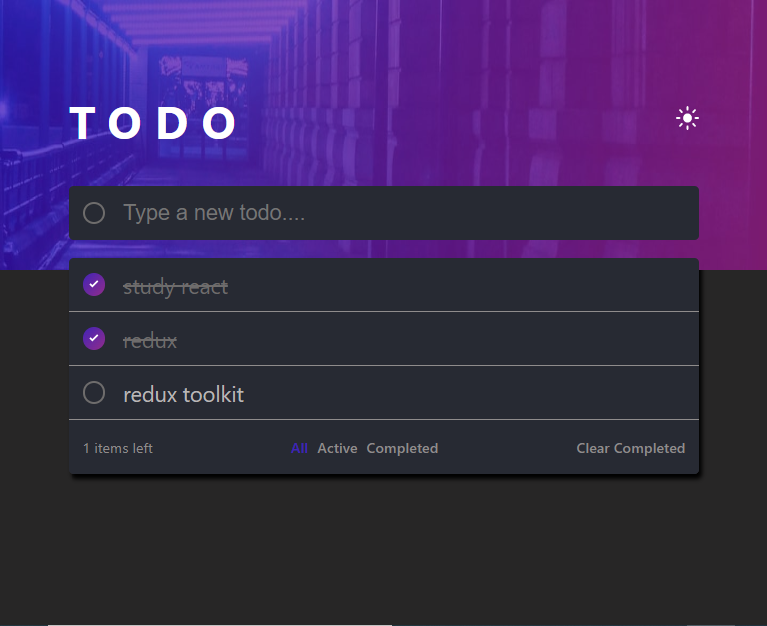 TODO
Type a new todo....
study react
redux
redux toolkit
1 items left All Active Completed Clear Completed